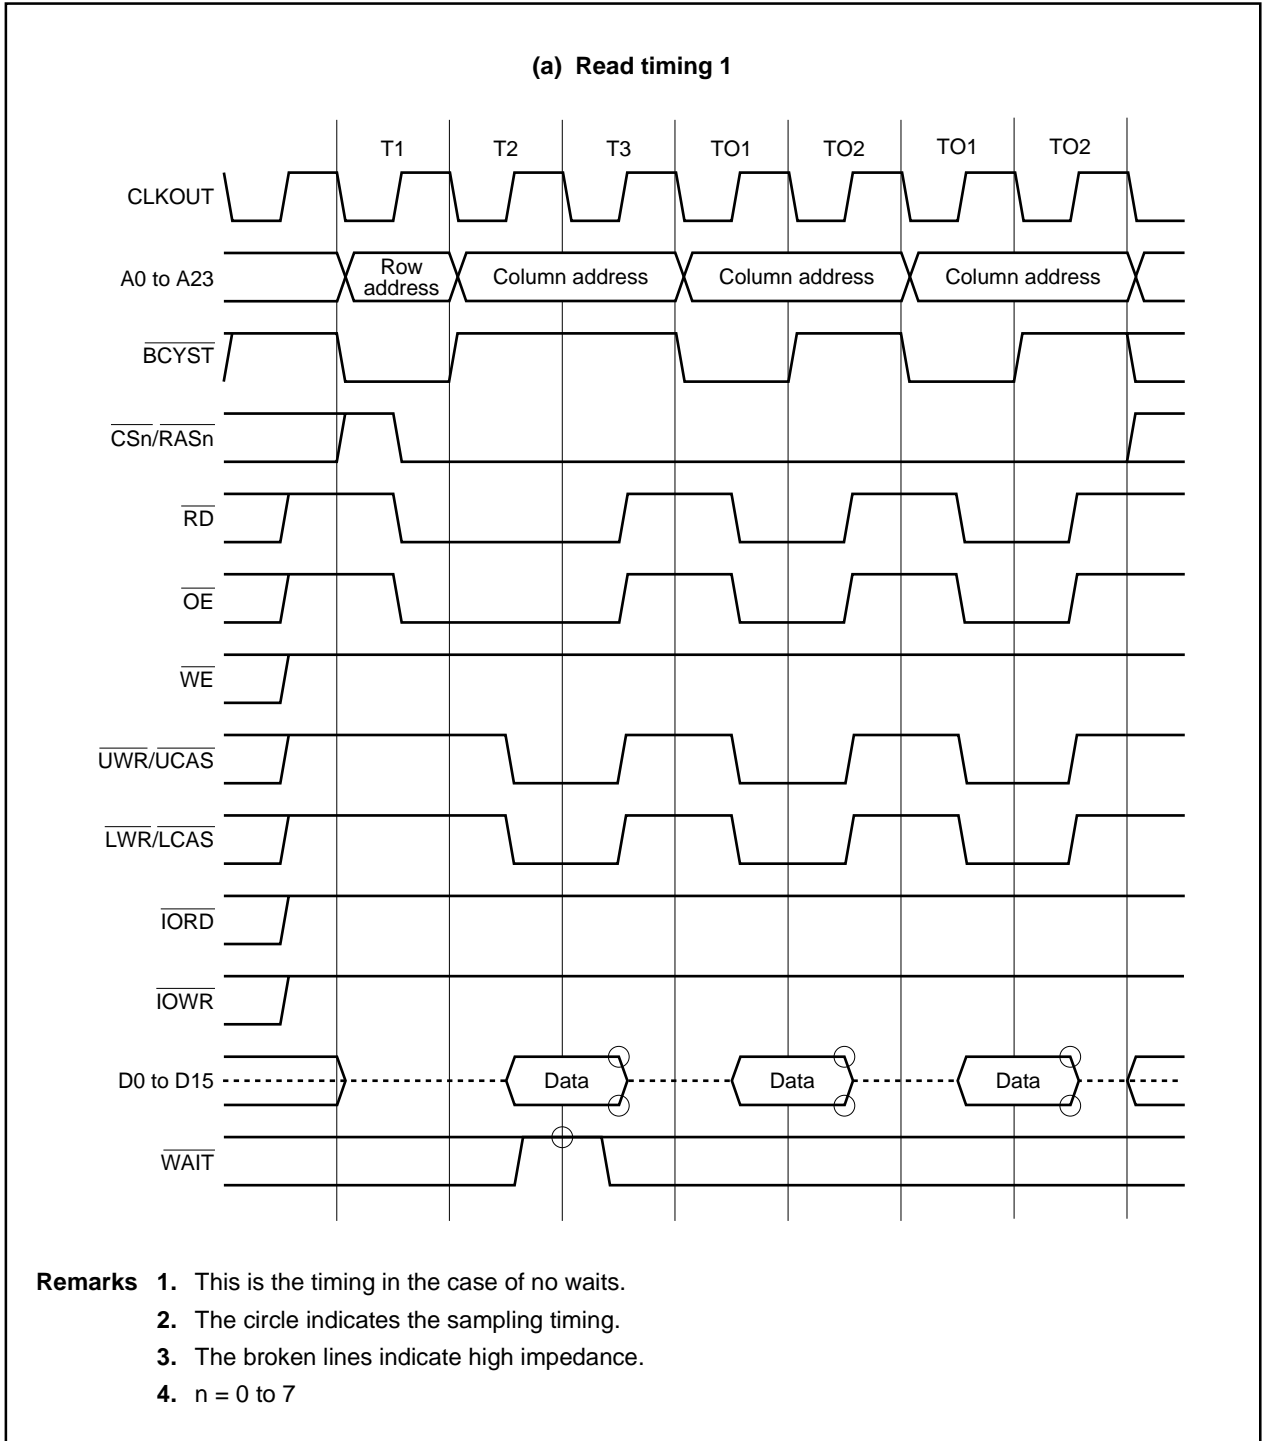 (a) Read timing 1
T1 T2 T3 TO1 TO2 TO1 TO2
CLKOUT
A0 to A23 Row address Column address Column address Column address
BCYST
CSn/RASn
RD
OE
WE
UWR/UCAS
LWR/LCAS
IORD
IOWR
D0 to D15 Data Data Data
WAIT
Remarks 1. This is the timing in the case of no waits.
2. The circle indicates the sampling timing.
3. The broken lines indicate high impedance.
4. n = 0 to 7